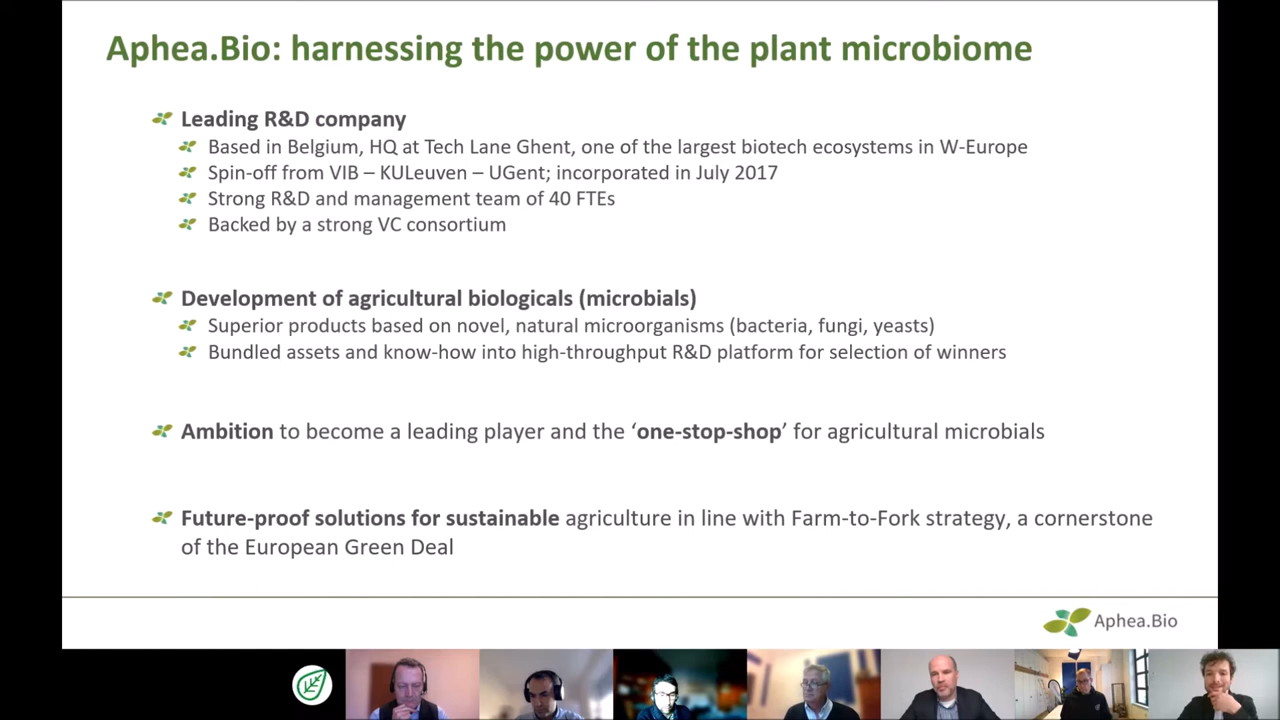 Aphea.Bio: harnessing the power of the plant microbiome
Leading R&D company
Based in Belgium, HQ at Tech Lane Ghent, one of the largest biotech ecosystems in W-Europe
Spin-off from VIB – KULeuven – UGent; incorporated in July 2017
Strong R&D and management team of 40 FTEs
Backed by a strong VC consortium
Development of agricultural biologicals (microbials)
Superior products based on novel, natural microorganisms (bacteria, fungi, yeasts)
Bundled assets and know-how into high-throughput R&D platform for selection of winners
Ambition to become a leading player and the ‘one-stop-shop’ for agricultural microbials
Future-proof solutions for sustainable agriculture in line with Farm-to-Fork strategy, a cornerstone
of the European Green Deal
Aphea.Bio